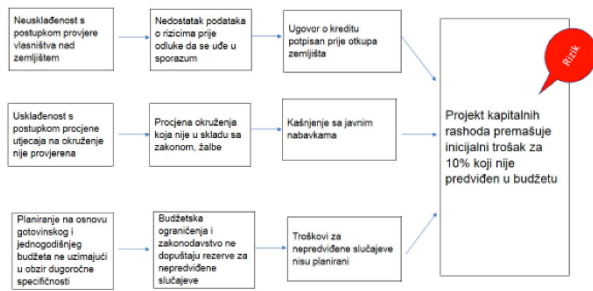 Neusklađenost s
postupkom provjere
vlasništva nad
zemljištem
Nedostatak podataka
o rizicima prije
odluke da se uđe u
sporazum
Ugovor o kreditu
potpisan prije otkupa
zemljišta
Rizik
Usklađenost s
postupkom procjene
utjecaja na okruženje
nije provjerena
Procjena okruženja
koja nije u skladu sa
zakonom, žalbe
Kašnjenje sa javnim
nabavkama
Projekt kapitalnih
rashoda premašuje
inicijalni trošak za
10% koji nije
predviđen u budžetu
Planiranje na osnovu
gotovinskog i
jednogodišnjeg
budžeta ne uzimajući
u obzir dugoročne
specifičnosti
Budžetska
ograničenja i
zakonodavstvo ne
dopuštaju rezerve za
nepredviđene
slučajeve
Troškovi za
nepredviđene slučajeve
nisu planirani